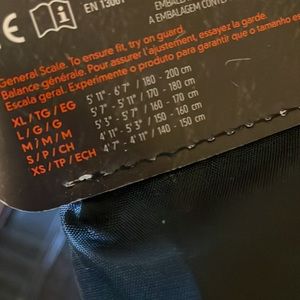 CE
EN 13061
EMBAL
A EMBALAGEM CONTE
General Scale. To ensure fit, try on guard.
Balance générale. Pour assurer l'ajustement, essayez la garde.
Escala geral. Experimente o produto para garantir que o tamanho
XL / TG / EG 5' 11" - 6' 7" / 180 - 200 cm
L / G / G 5' 7" - 5' 11" / 170 - 180 cm
M / M / M 5' 3" - 5' 7" / 160 - 170 cm
S / P / CH 4' 11" - 5' 3" / 150 - 160 cm
XS / TP / ECH 4' 7" - 4' 11" / 140 - 150 cm